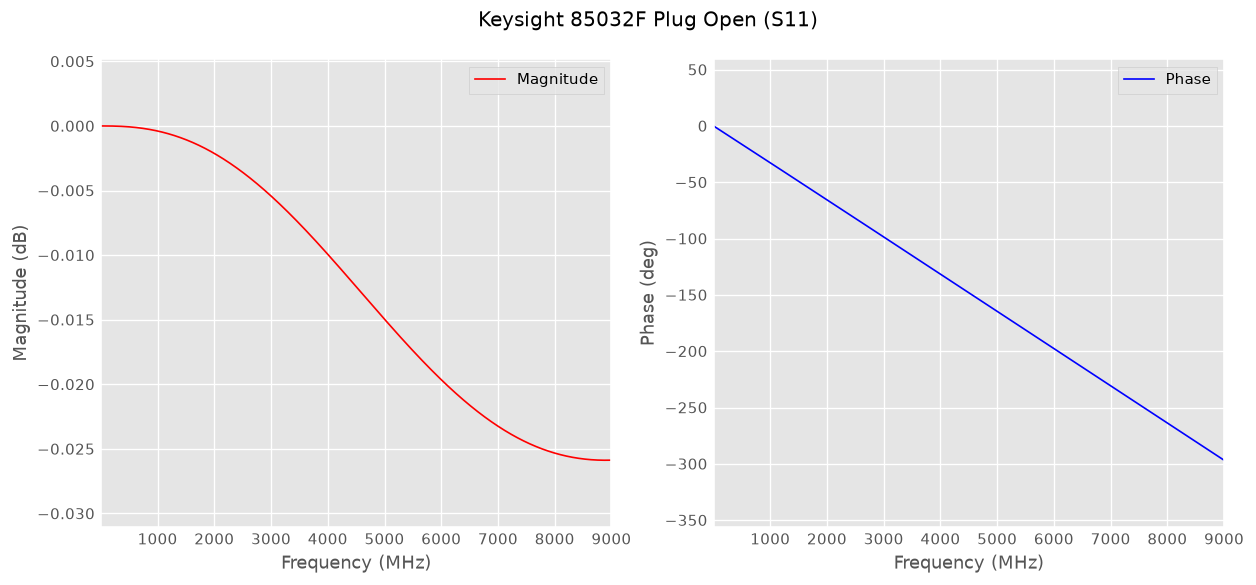 Keysight 85032F Plug Open (S11)
0.005
0.000
−0.005
−0.010
−0.015
−0.020
−0.025
−0.030
Magnitude (dB)
Magnitude
1000 2000 3000 4000 5000 6000 7000 8000 9000
Frequency (MHz)
50
0
−50
−100
−150
−200
−250
−300
−350
Phase (deg)
Phase
1000 2000 3000 4000 5000 6000 7000 8000 9000
Frequency (MHz)